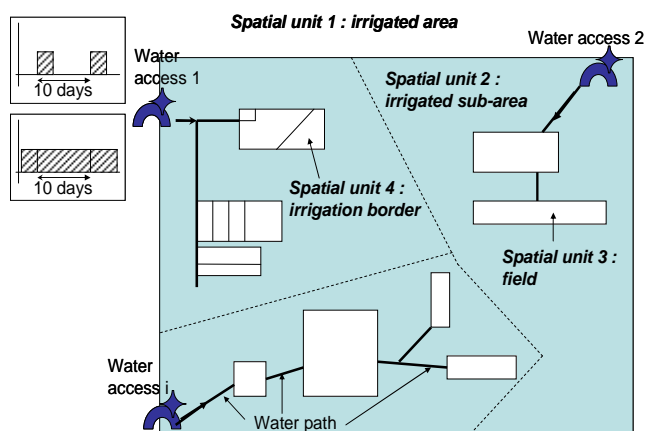 Spatial unit 1 : irrigated area
Water
access 1
10 days
10 days
Water access 2
Spatial unit 2 :
irrigated sub-area
Spatial unit 4 :
irrigation border
Spatial unit 3 :
field
Water
access i
Water path